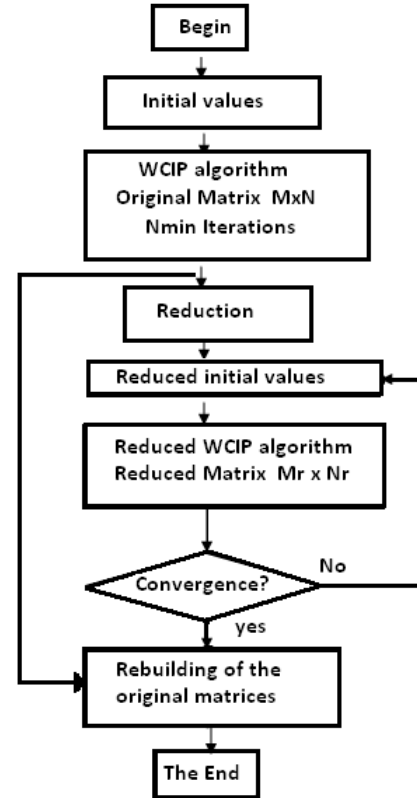 Begin
Initial values
WCIP algorithm
Original Matrix MxN
Nmin Iterations
Reduction
Reduced initial values
Reduced WCIP algorithm
Reduced Matrix Mr x Nr
Convergence?
No
yes
Rebuilding of the
original matrices
The End